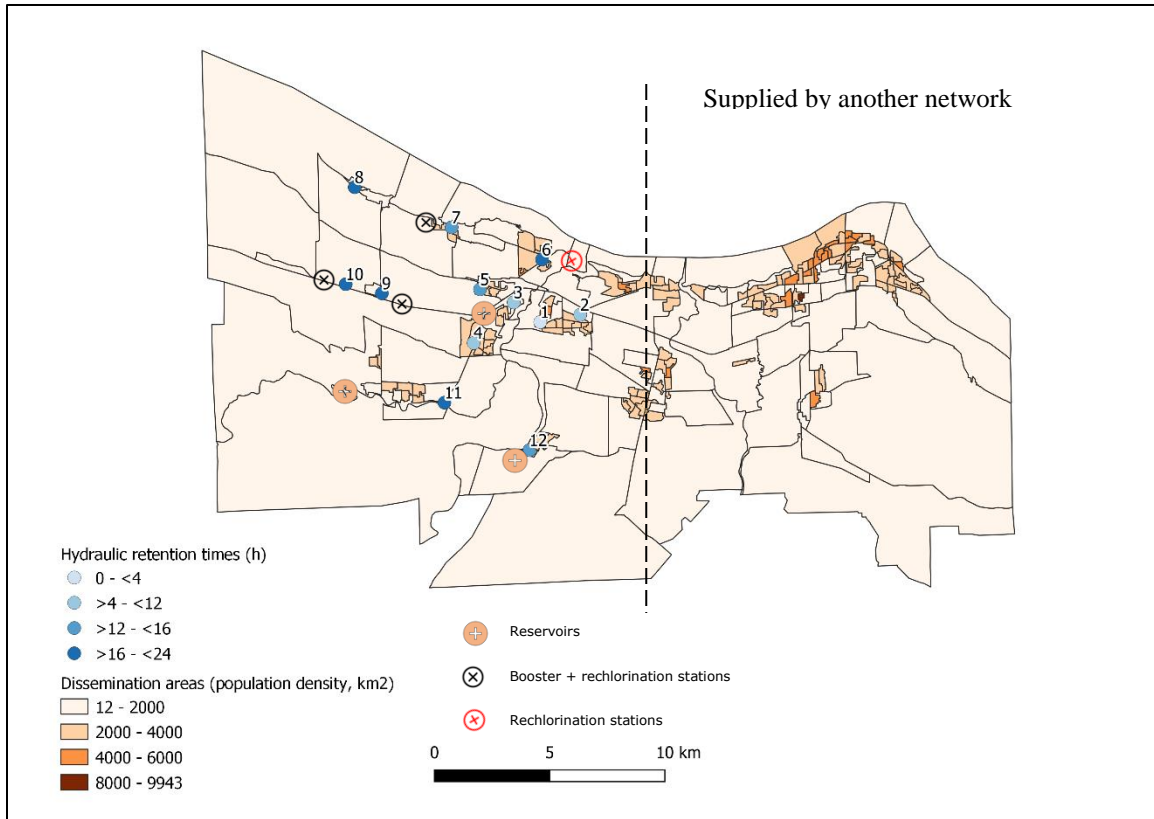 Supplied by another network
8
7
6
10
9
5
3
1
2
4
11
12
Hydraulic retention times (h)
0 - <4
>4 - <12
>12 - <16
>16 - <24
Dissemination areas (population density, km2)
12 - 2000
2000 - 4000
4000 - 6000
8000 - 9943
Reservoirs
Booster + rechlorination stations
Rechlorination stations
0 5 10 km